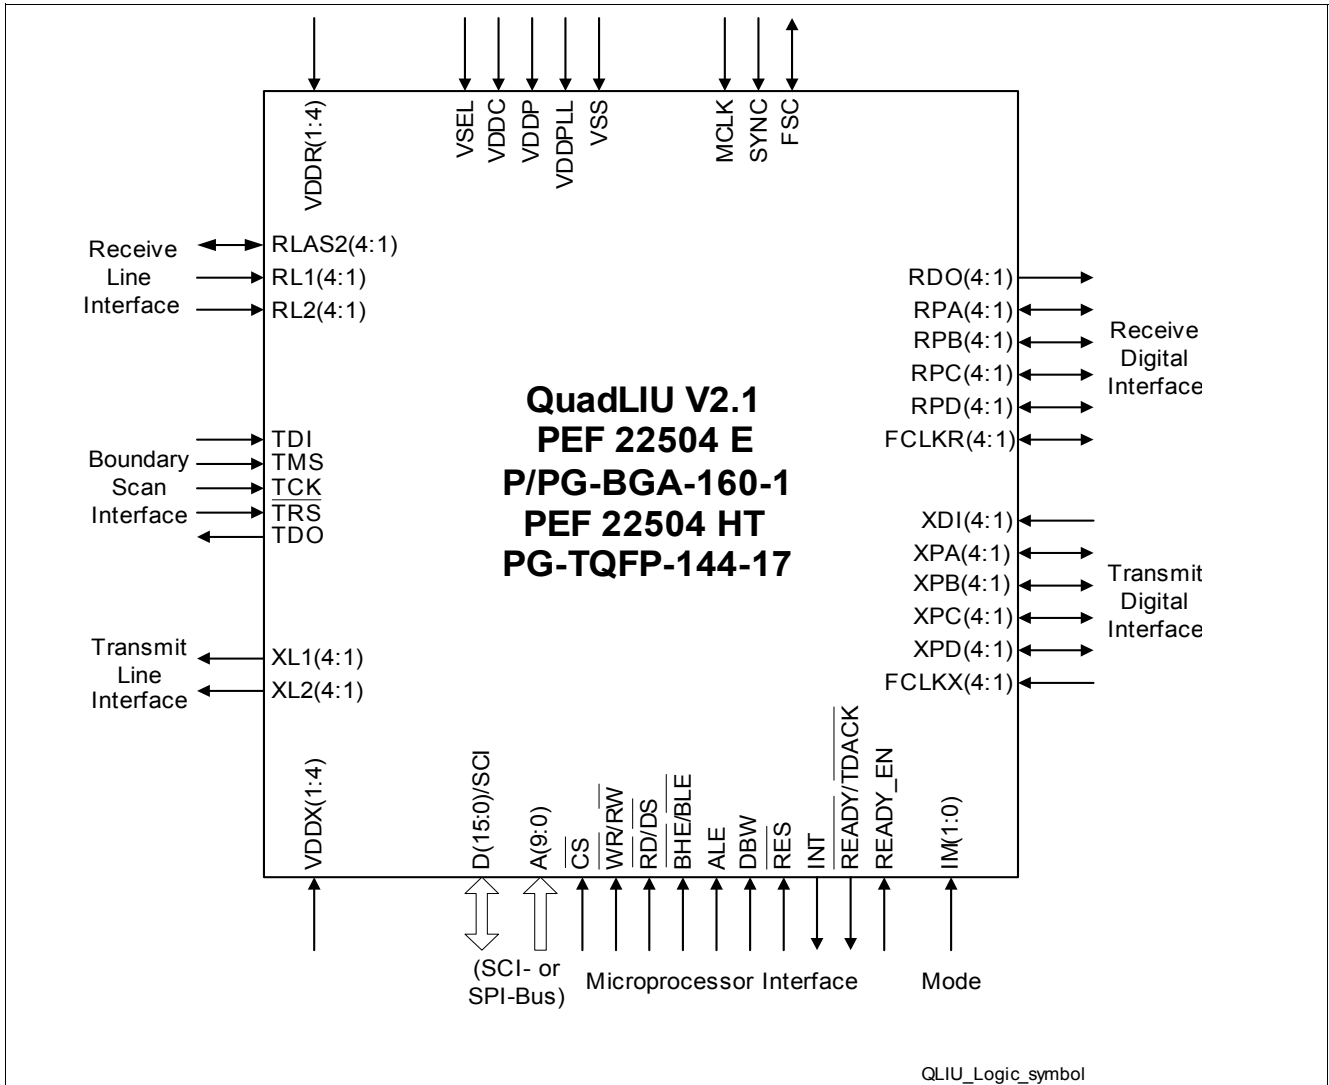 VDDR(1:4)
VSEL
VDDC
VDDP
VDDPLL
VSS
MCLK
SYNC
FSC
Receive
Line
Interface
RLAS2(4:1)
RL1(4:1)
RL2(4:1)
RDO(4:1)
RPA(4:1)
RPB(4:1)
RPC(4:1)
RPD(4:1)
FCLKR(4:1)
Receive
Digital
Interface
QuadLIU V2.1
PEF 22504 E
P/PG-BGA-160-1
PEF 22504 HT
PG-TQFP-144-17
Boundary
Scan
Interface
TDI
TMS
TCK
TRS
TDO
XDI(4:1)
XPA(4:1)
XPB(4:1)
XPC(4:1)
XPD(4:1)
FCLKX(4:1)
Transmit
Digital
Interface
Transmit
Line
Interface
XL1(4:1)
XL2(4:1)
VDDX(1:4)
D(15:0)/SCI
A(9:0)
CS
WR/RW
RD/DS
BHE/BLE
ALE
DBW
RES
INT
READY/TDACK
READY_EN
IM(1:0)
(SCI- or
SPI-Bus)
Microprocessor Interface
Mode
QLIU_Logic_symbol